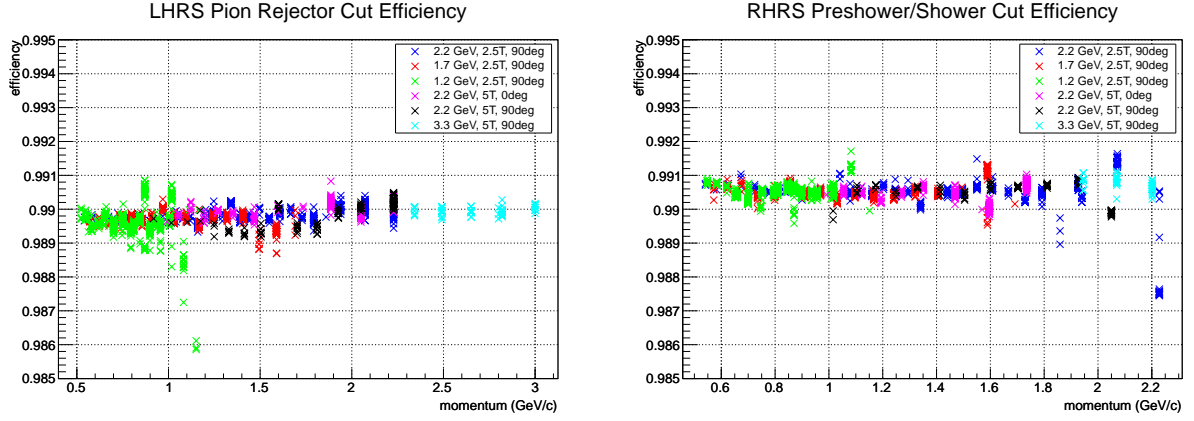 LHRS Pion Rejector Cut Efficiency
efficiency
0.995
0.994
0.993
0.992
0.991
0.99
0.989
0.988
0.987
0.986
0.985
2.2 GeV, 2.5T, 90deg
1.7 GeV, 2.5T, 90deg
1.2 GeV, 2.5T, 90deg
2.2 GeV, 5T, 0deg
2.2 GeV, 5T, 90deg
3.3 GeV, 5T, 90deg
0.5 1 1.5 2 2.5 3
momentum (GeV/c)
RHRS Preshower/Shower Cut Efficiency
efficiency
0.995
0.994
0.993
0.992
0.991
0.99
0.989
0.988
0.987
0.986
0.985
2.2 GeV, 2.5T, 90deg
1.7 GeV, 2.5T, 90deg
1.2 GeV, 2.5T, 90deg
2.2 GeV, 5T, 0deg
2.2 GeV, 5T, 90deg
3.3 GeV, 5T, 90deg
0.6 0.8 1 1.2 1.4 1.6 1.8 2 2.2
momentum (GeV/c)